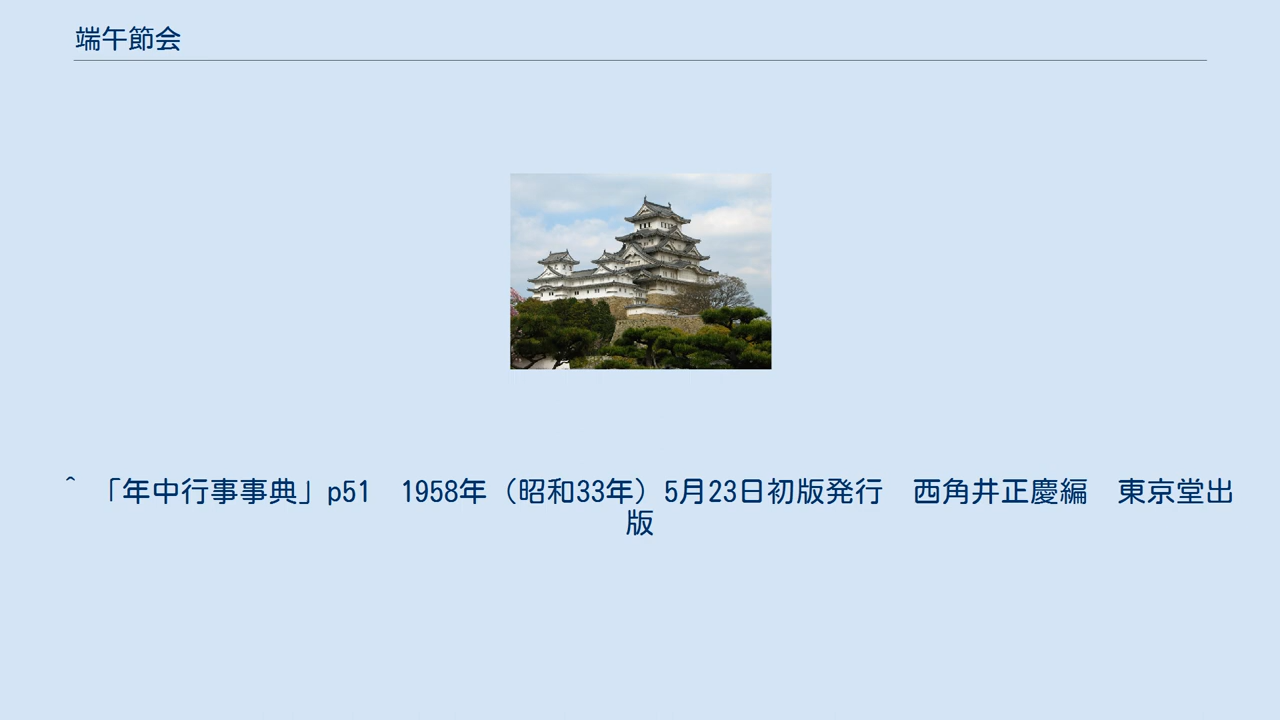 端午節会
^ 「年中行事事典」p51　1958年（昭和33年）5月23日初版発行　西角井正慶編　東京堂出
版